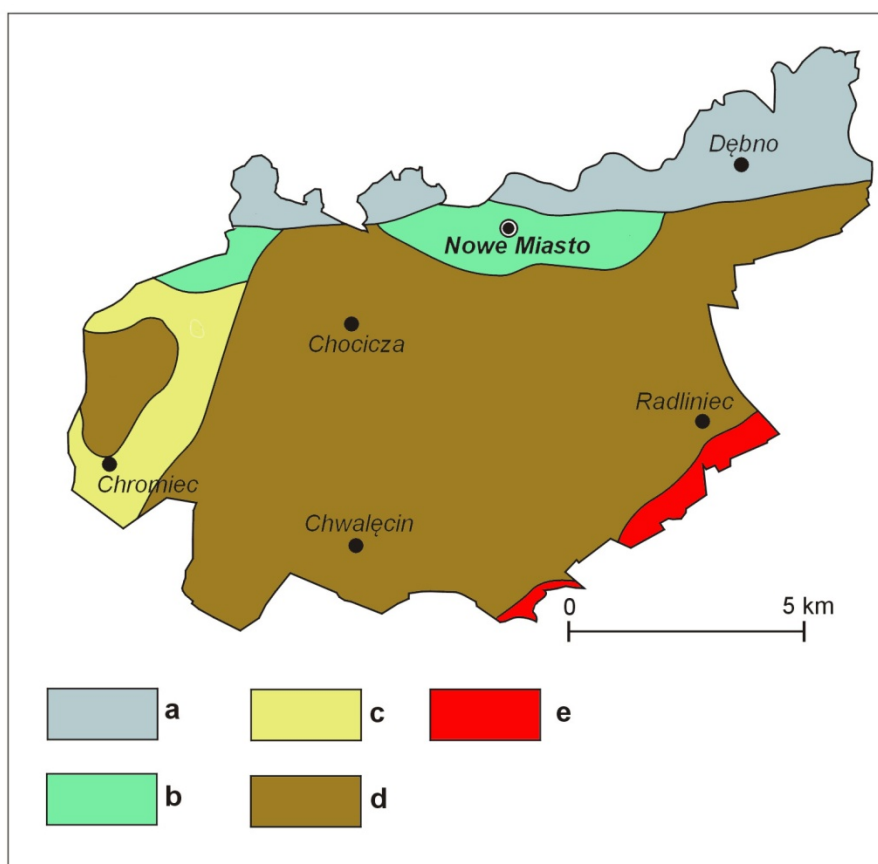 Dębno
Nowe Miasto
Chocicza
Radliniec
Chromiec
Chwalęcin
0 5 km
a c e
b d